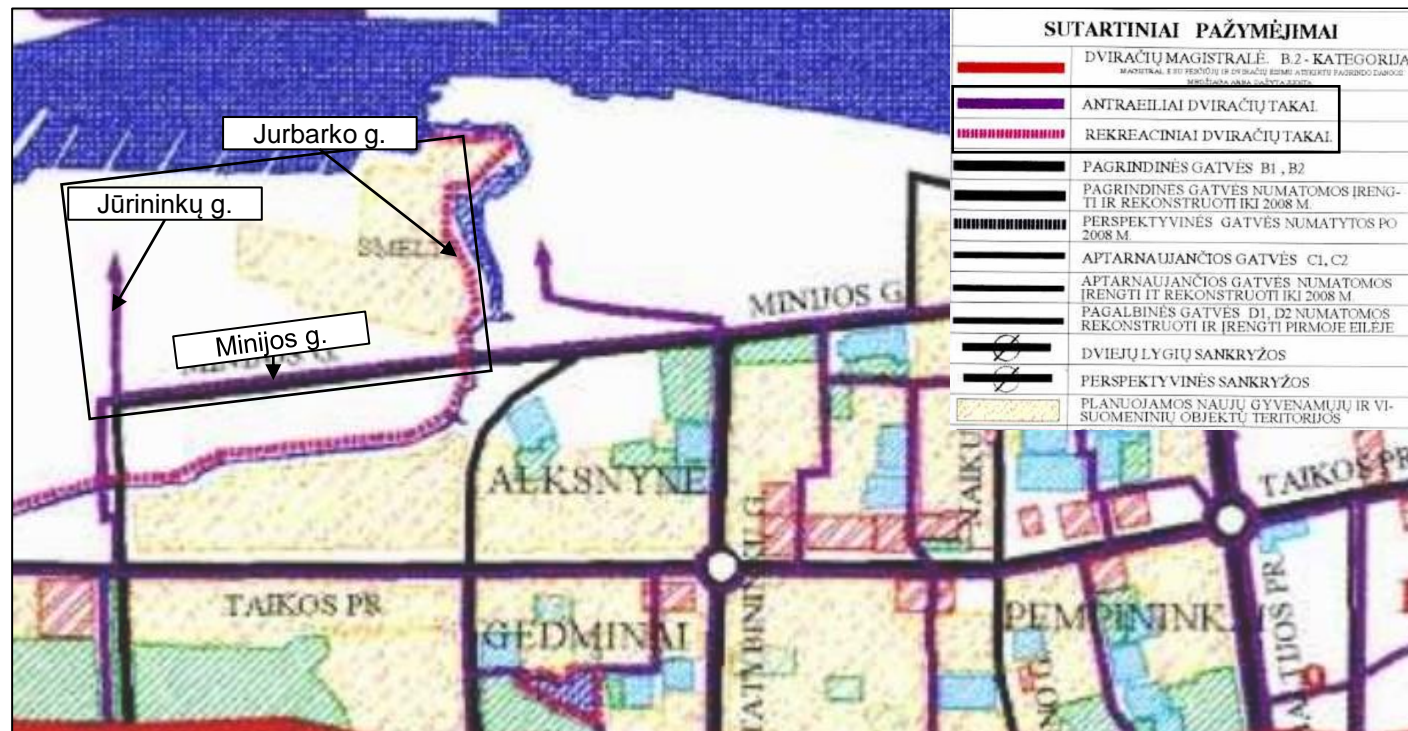 SUTARTINIAI PAŽYMĖJIMAI
DVIRAČIŲ MAGISTRALĖ. B.2 - KATEGORIJA
ANTRAEILIAI DVIRAČIŲ TAKAI.
REKREACINIAI DVIRAČIŲ TAKAI.
PAGRINDINĖS GATVĖS B1 , B2
PAGRINDINĖS GATVĖS NUMATOMOS ĮRENG-
TI IR REKONSTRUOTI IKI 2008 M.
PERSPEKTYVINĖS GATVĖS NUMATYTOS PO
2008 M.
APTARNAUJANČIOS GATVĖS C1, C2
APTARNAUJANČIOS GATVĖS NUMATOMOS
ĮRENGTI IT REKONSTRUOTI IKI 2008 M.
PAGALBINĖS GATVĖS D1, D2 NUMATOMOS
REKONSTRUOTI IR ĮRENGTI PIRMOJE EILĖJE
DVIEJŲ LYGIŲ SANKRYŽOS
PERSPEKTYVINĖS SANKRYŽOS
PLANUOJAMOS NAUJŲ GYVENAMŲJŲ IR VI-
SUOMENINIŲ OBJEKTŲ TERITORIJOS
Jurbarko g.
Jūrininkų g.
SMELT
MINIJOS G
Minijos g.
ALKSNYNĖ
NAIKU
TAIKOS PR
TAIKOS PR
GEDMINAI
PEMPININK
TATYBININKŲ G.